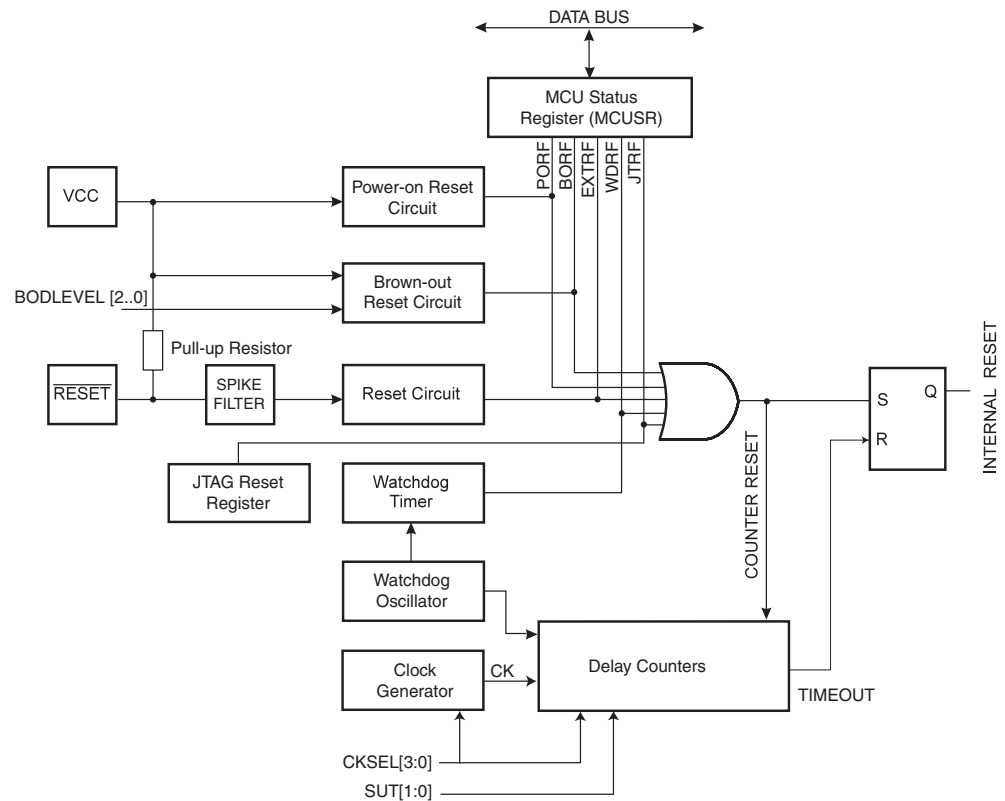 DATA BUS
MCU Status
Register (MCUSR)
PORF
BORF
EXTRF
WDRF
JTRF
VCC
Power-on Reset
Circuit
Brown-out
Reset Circuit
BODLEVEL [2..0]
Pull-up Resistor
RESET
SPIKE
FILTER
Reset Circuit
S
Q
R
INTERNAL RESET
JTAG Reset
Register
Watchdog
Timer
COUNTER RESET
Watchdog
Oscillator
Clock
Generator
CK
Delay Counters
TIMEOUT
CKSEL[3:0]
SUT[1:0]